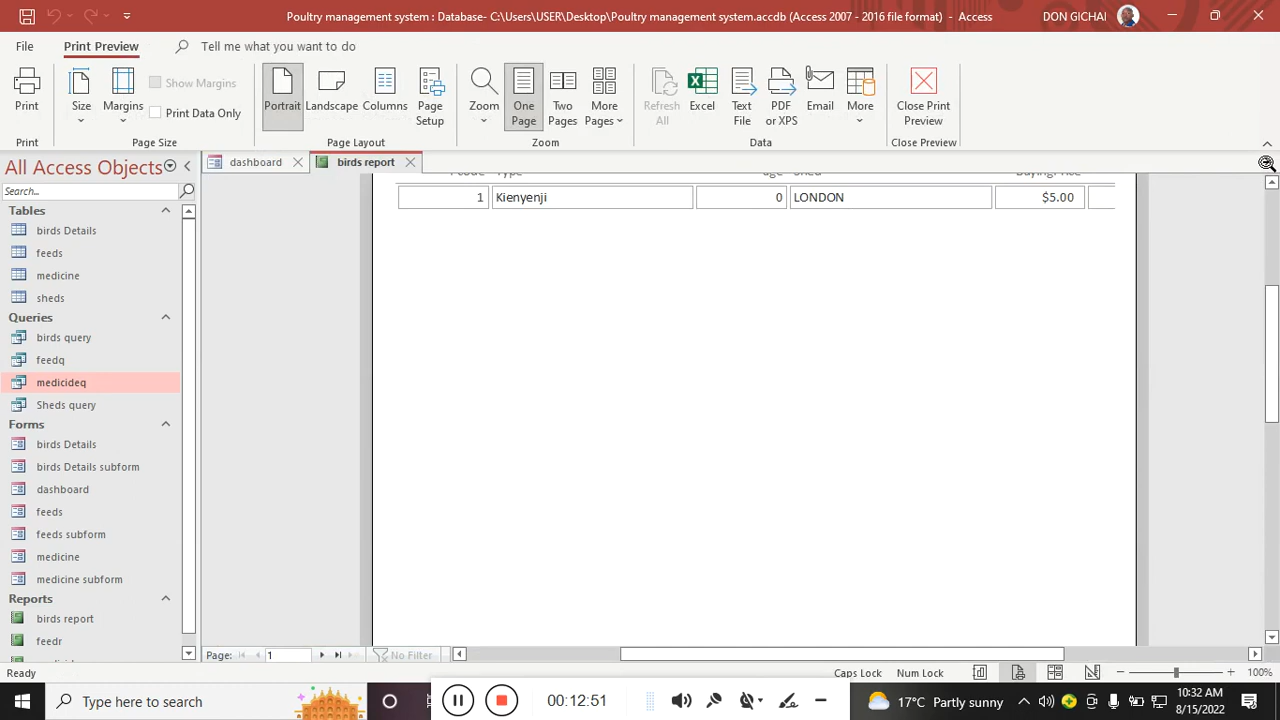 Poultry management system : Database- C:\Users\USER\Desktop\Poultry management system.accdb (Access 2007 - 2016 file format) - Access
DON GICHAI
File
Print Preview
Tell me what you want to do
Show Margins
Print Data Only
Print
Size
Margins
Portrait
Landscape
Columns
Page Setup
Zoom
One Page
Two Pages
More Pages
Refresh All
Excel
Text File
PDF or XPS
Email
More
Close Print Preview
Print
Page Size
Page Layout
Zoom
Data
Close Preview
All Access Objects
dashboard
birds report
Search...
Type
age
Shed
1 Kienyenji 0 LONDON $5.00
Tables
birds Details
feeds
medicine
sheds
Queries
birds query
feedq
medicideq
Sheds query
Forms
birds Details
birds Details subform
dashboard
feeds
feeds subform
medicine
medicine subform
Reports
birds report
feedr
Page: 1 No Filter
Ready
Caps Lock Num Lock 100%
Type here to search
00:12:51
17°C Partly sunny
10:32 AM
8/15/2022